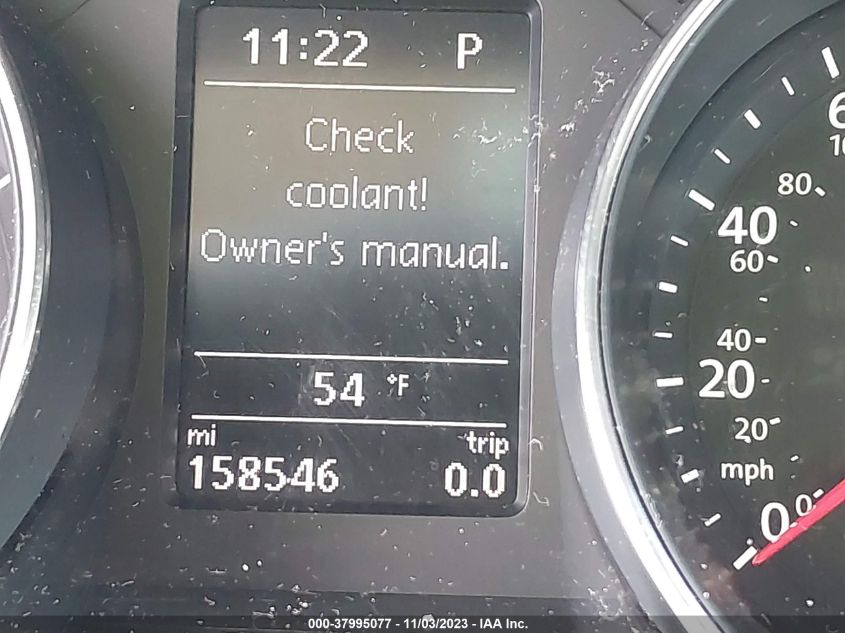 11:22 P
Check
coolant!
Owner's manual.
54 °F
mi trip
158546 0.0
80
40
60
40
20
20
mph
0 0
000-37995077 - 11/03/2023 - IAA Inc.